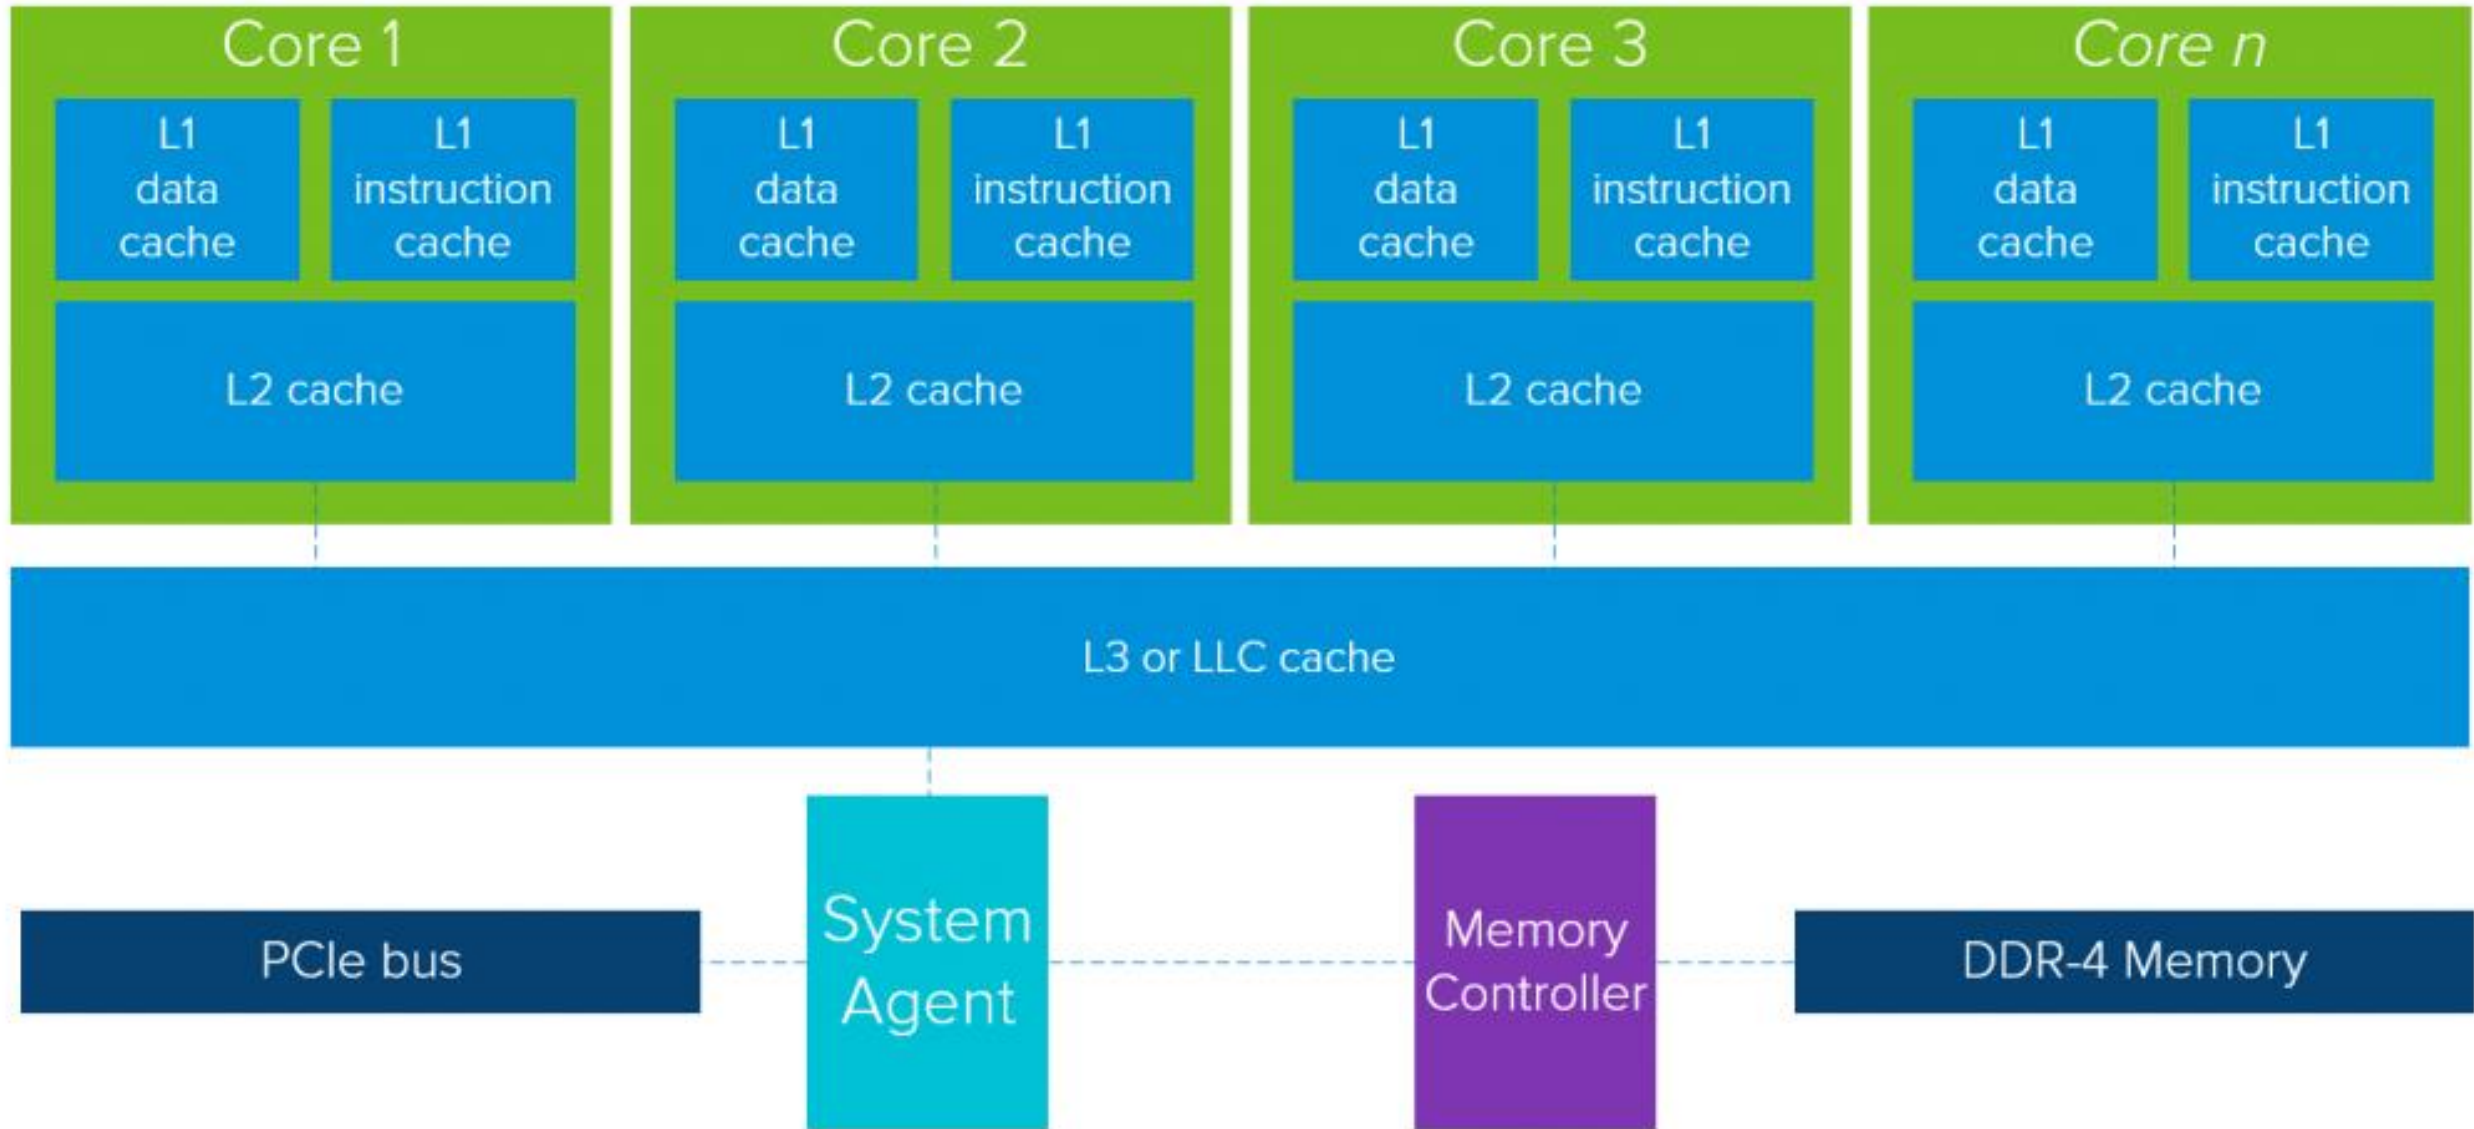 Core 1
L1
data
cache
L1
instruction
cache
L2 cache
Core 2
L1
data
cache
L1
instruction
cache
L2 cache
Core 3
L1
data
cache
L1
instruction
cache
L2 cache
Core n
L1
data
cache
L1
instruction
cache
L2 cache
L3 or LLC cache
PCIe bus
System
Agent
Memory
Controller
DDR-4 Memory